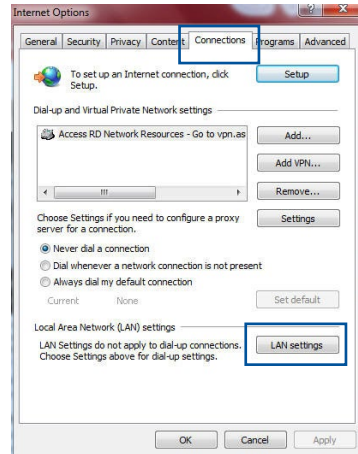 Internet Options
General Security Privacy Content Connections Programs Advanced
To set up an Internet connection, click
Setup.
Setup
Dial-up and Virtual Private Network settings
Access RD Network Resources - Go to vpn.as
Add...
Add VPN...
Remove...
Choose Settings if you need to configure a proxy
server for a connection.
Settings
Never dial a connection
Dial whenever a network connection is not present
Always dial my default connection
Current None
Set default
Local Area Network (LAN) settings
LAN Settings do not apply to dial-up connections.
Choose Settings above for dial-up settings.
LAN settings
OK Cancel Apply